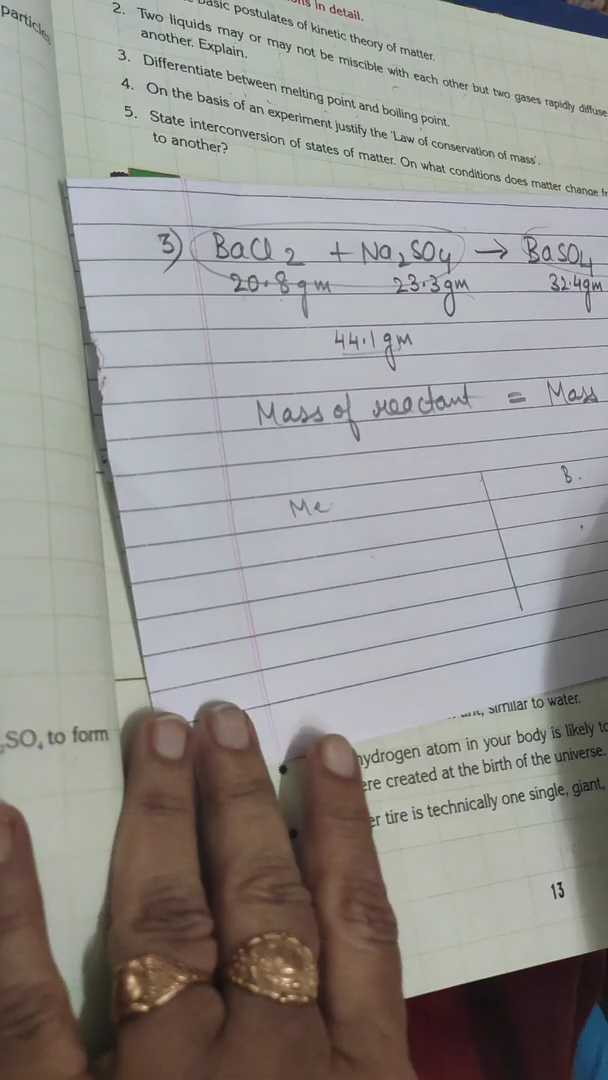 particles
ns in detail.
basic postulates of kinetic theory of matter.
2. Two liquids may or may not be miscible with each other but two gases rapidly diffuse
another. Explain.
3. Differentiate between melting point and boiling point.
4. On the basis of an experiment justify the 'Law of conservation of mass'.
5. State interconversion of states of matter. On what conditions does matter change fr
to another?
3) BaCl2 + Na2SO4 → BaSO4
20.8gm 23.3gm 32.4gm
44.1gm
Mass of reactant = Mass
B.
Me
SO4 to form
similar to water.
hydrogen atom in your body is likely to
ere created at the birth of the universe.
er tire is technically one single, giant,
13